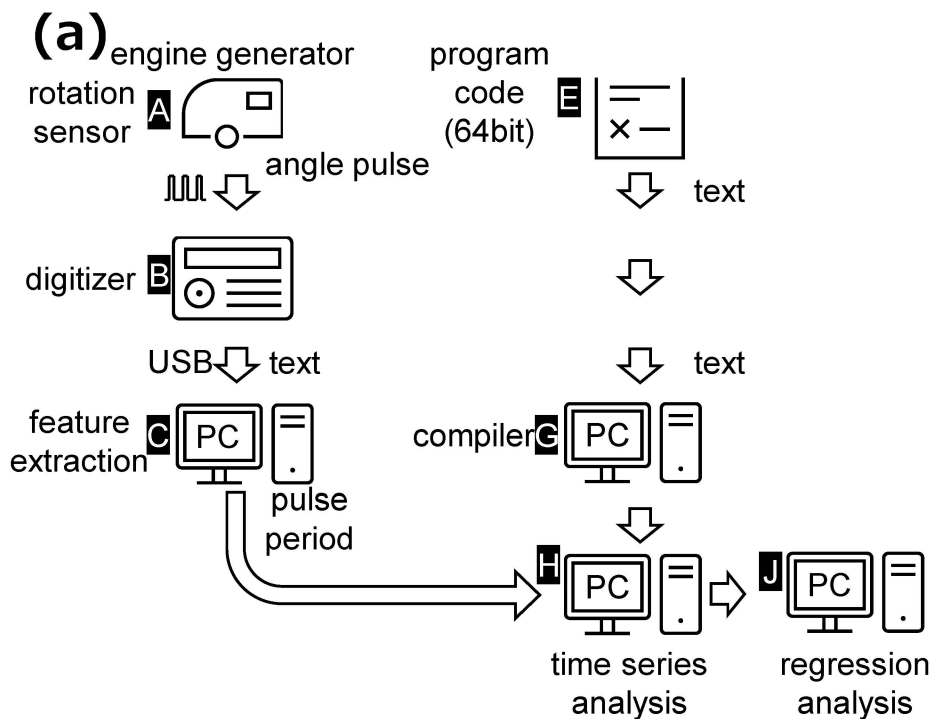 (a)
engine generator
rotation
sensor
A
angle pulse
digitizer
B
USB
text
feature
extraction
C
PC
pulse
period
program
code
(64bit)
E
text
text
compiler
G
PC
H
PC
time series
analysis
J
PC
regression
analysis